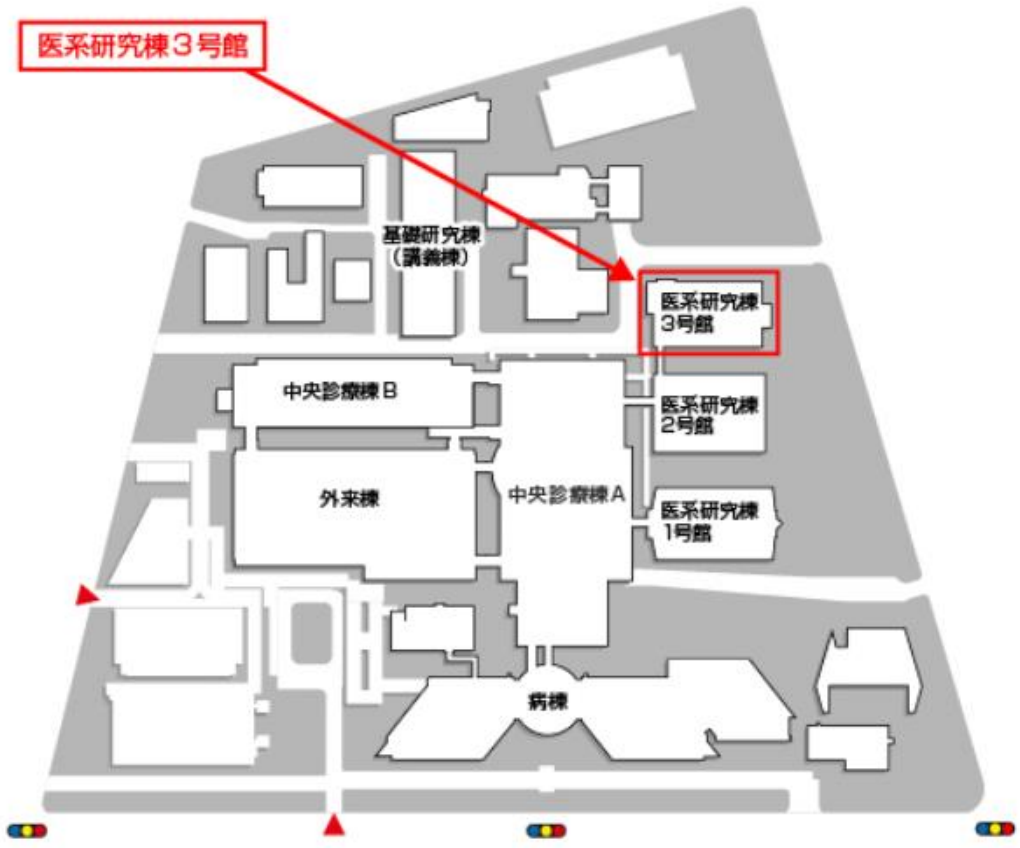 医系研究棟3号館
基礎研究棟
（講義棟）
医系研究棟
3号館
中央診療棟B
医系研究棟
2号館
外来棟
中央診療棟A
医系研究棟
1号館
病棟